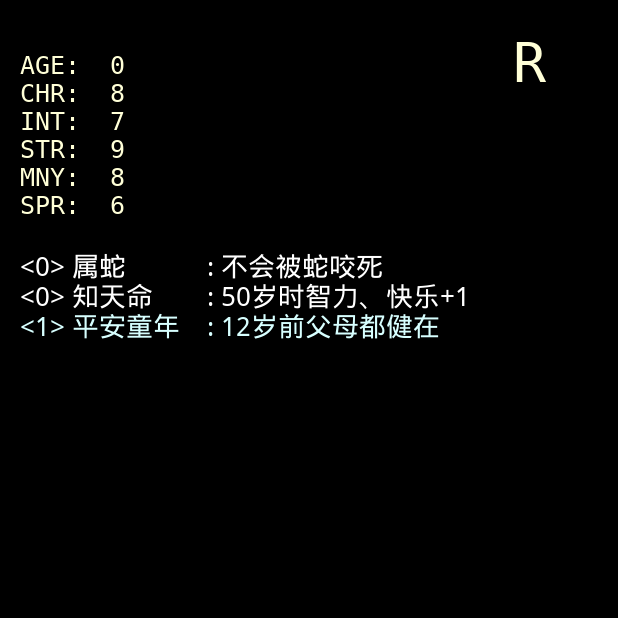 R
AGE: 0
CHR: 8
INT: 7
STR: 9
MNY: 8
SPR: 6
<0> 属蛇 : 不会被蛇咬死
<0> 知天命 : 50岁时智力、快乐+1
<1> 平安童年 : 12岁前父母都健在